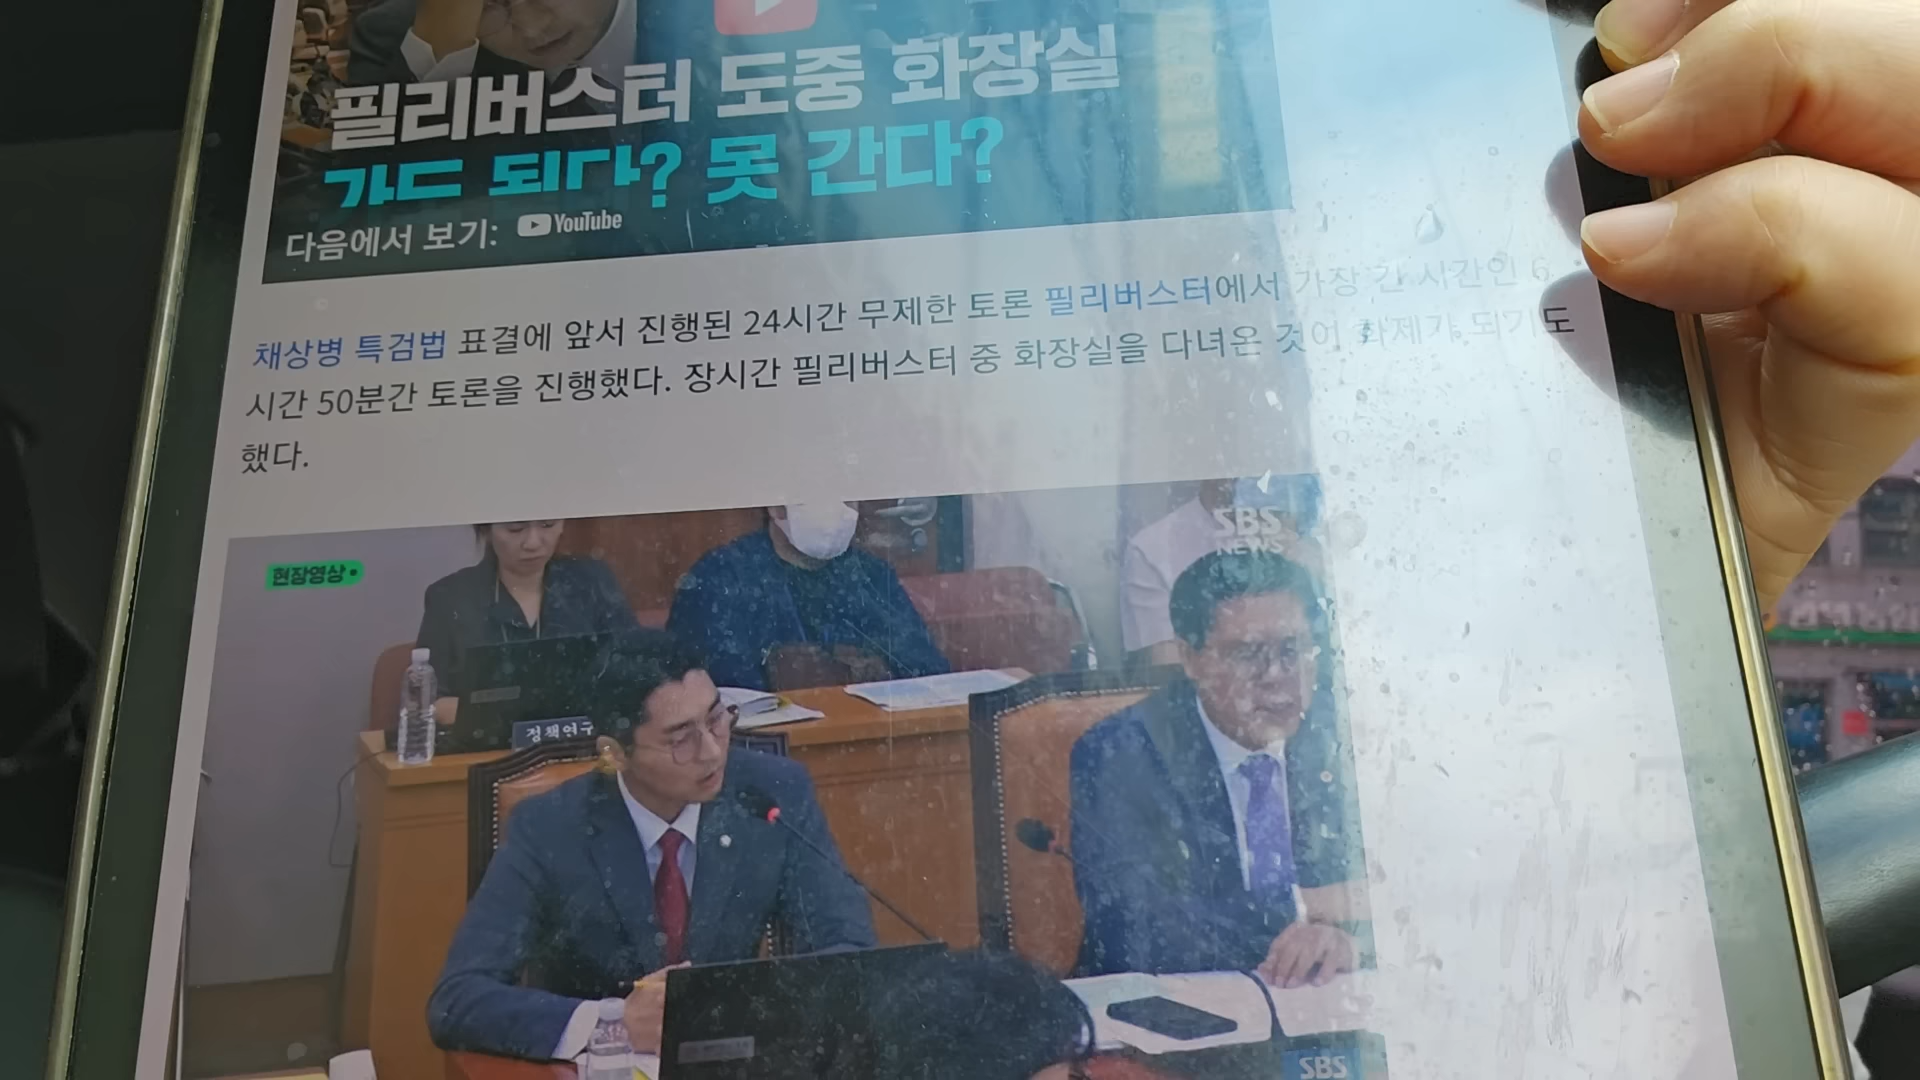 필리버스터 도중 화장실
가도 된다? 못 간다?
다음에서 보기: YouTube
채상병 특검법 표결에 앞서 진행된 24시간 무제한 토론 필리버스터에서 가장 긴 시간인 6
시간 50분간 토론을 진행했다. 장시간 필리버스터 중 화장실을 다녀온 것이 화제가 되기도
했다.
SBS
NEWS
현장영상
정책연구
SBS